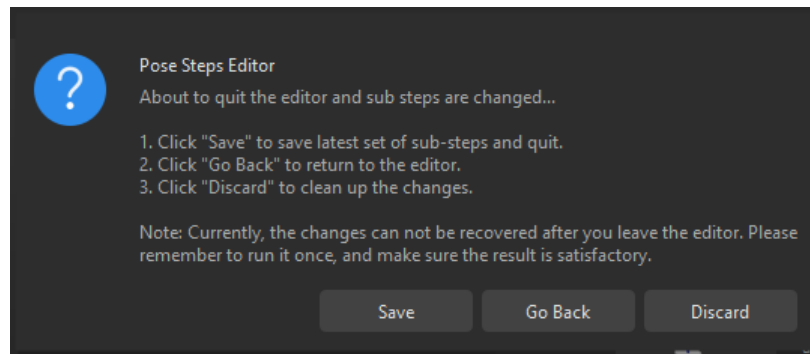 Pose Steps Editor
About to quit the editor and sub steps are changed...
1. Click "Save" to save latest set of sub-steps and quit.
2. Click "Go Back" to return to the editor.
3. Click "Discard" to clean up the changes.
Note: Currently, the changes can not be recovered after you leave the editor. Please
remember to run it once, and make sure the result is satisfactory.
Save
Go Back
Discard